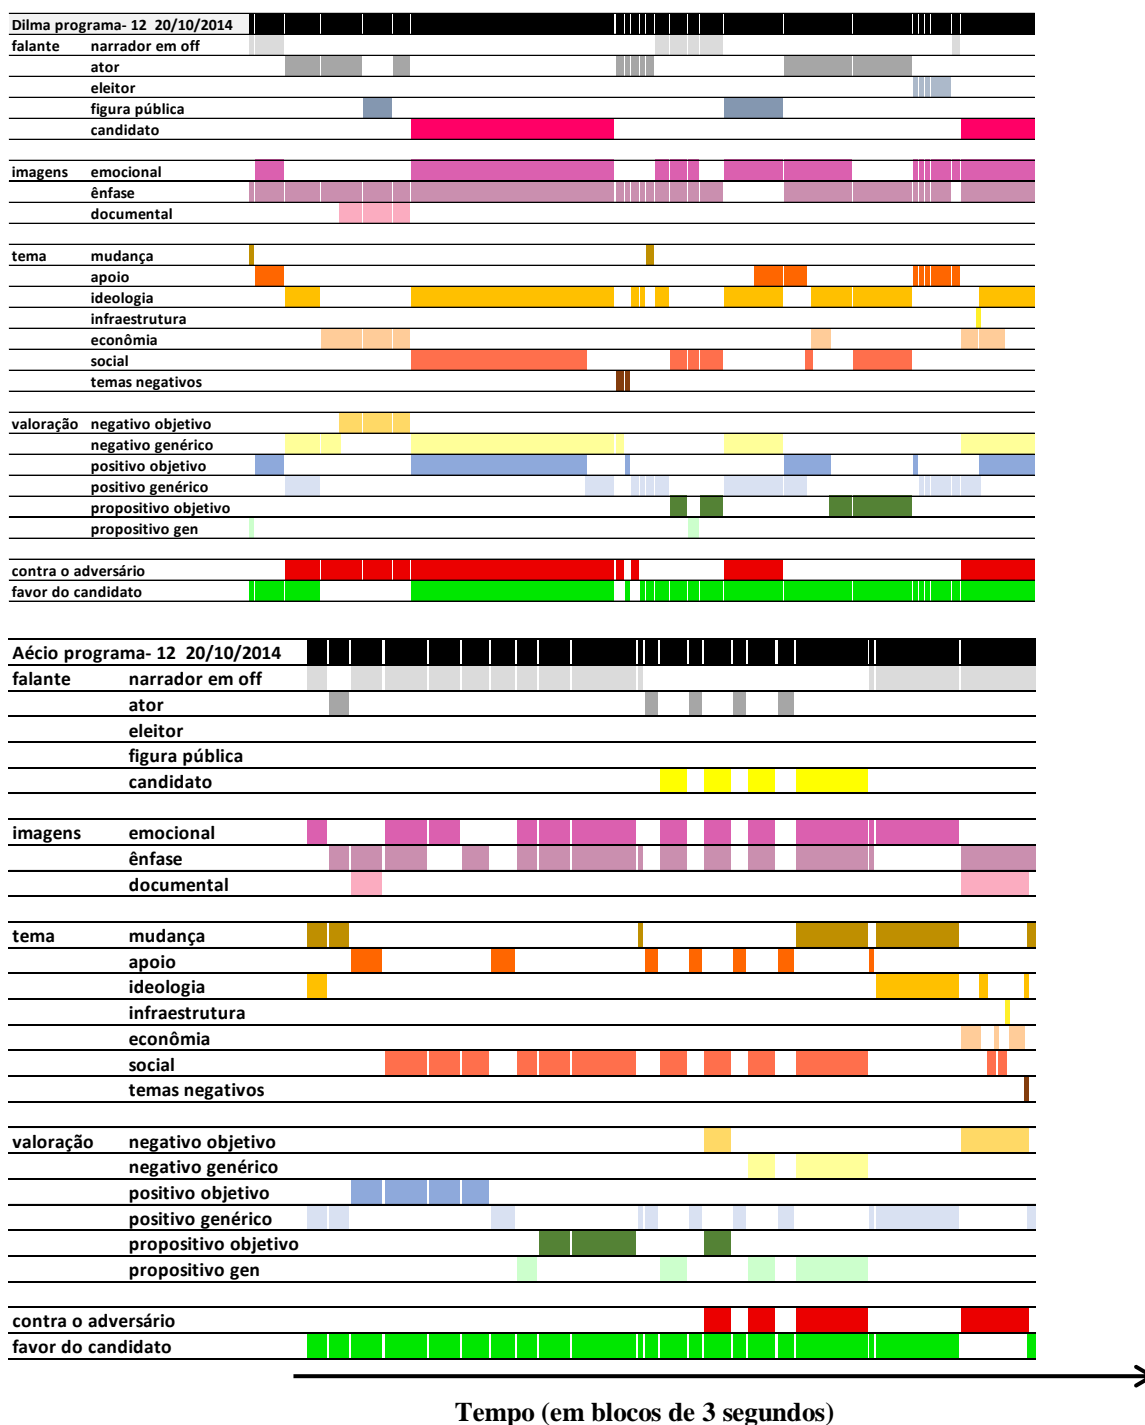 Dilma programa- 12 20/10/2014
falante narrador em off
ator
eleitor
figura pública
candidato
imagens emocional
ênfase
documental
tema mudança
apoio
ideologia
infraestrutura
econômia
social
temas negativos
valoração negativo objetivo
negativo genérico
positivo objetivo
positivo genérico
propositivo objetivo
propositivo gen
contra o adversário
favor do candidato
Aécio programa- 12 20/10/2014
falante narrador em off
ator
eleitor
figura pública
candidato
imagens emocional
ênfase
documental
tema mudança
apoio
ideologia
infraestrutura
econômia
social
temas negativos
valoração negativo objetivo
negativo genérico
positivo objetivo
positivo genérico
propositivo objetivo
propositivo gen
contra o adversário
favor do candidato
Tempo (em blocos de 3 segundos)